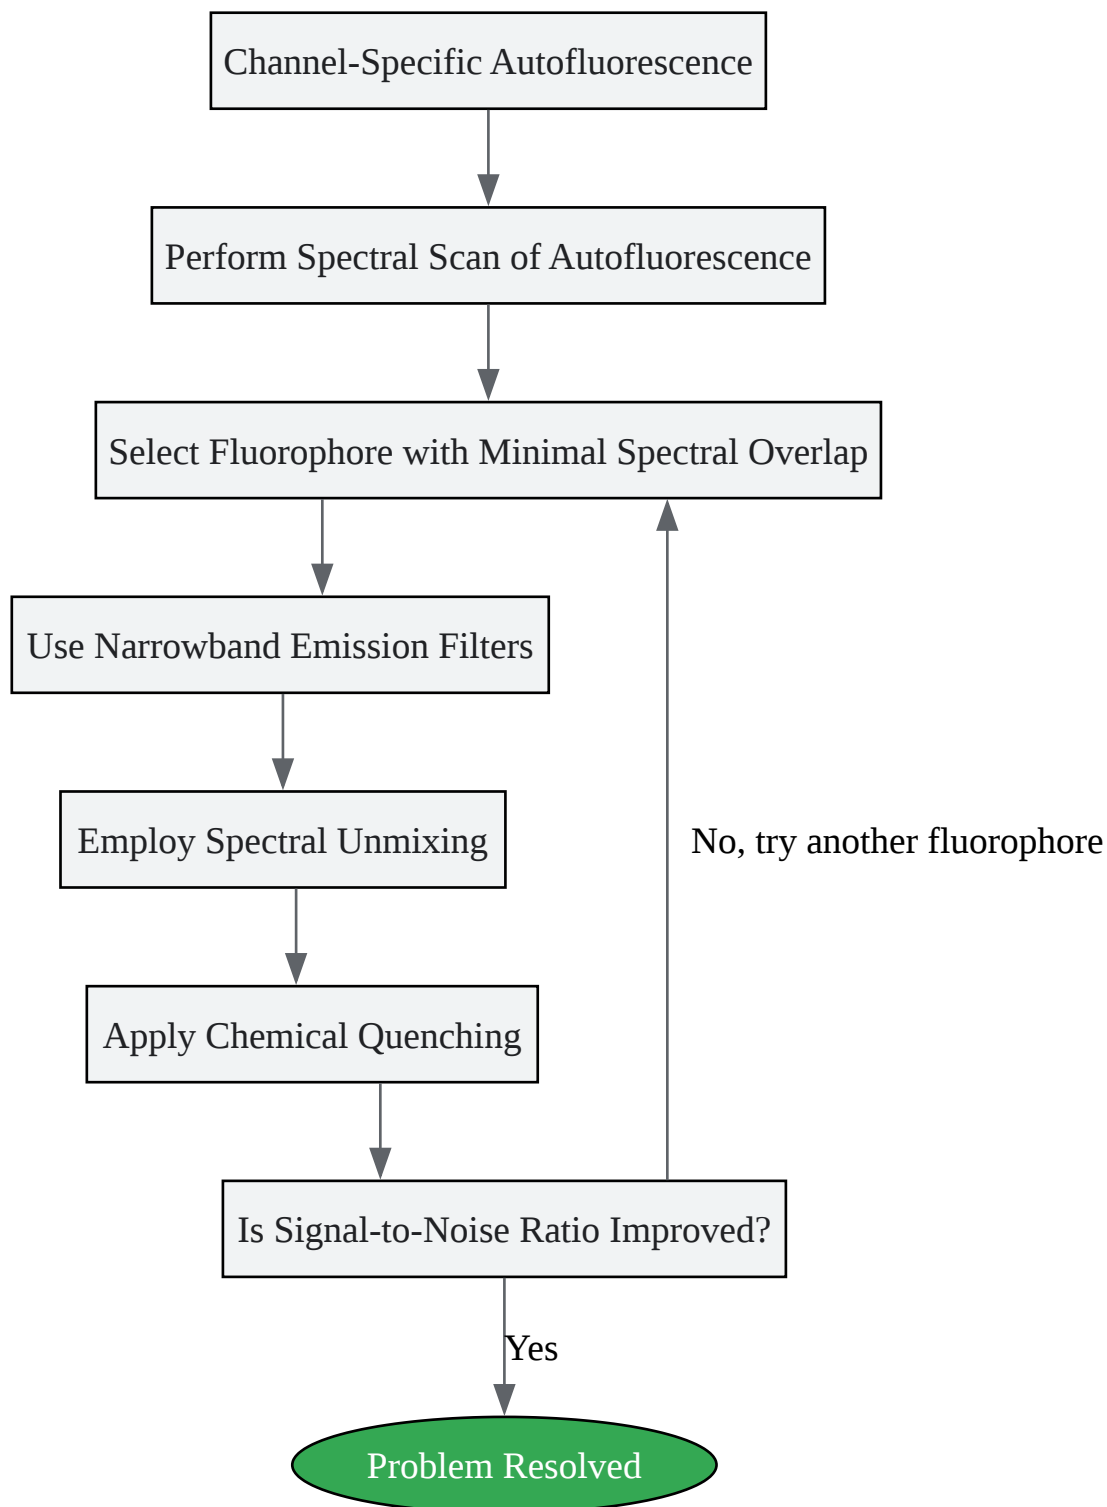 Channel-Specific Autofluorescence
Perform Spectral Scan of Autofluorescence
Select Fluorophore with Minimal Spectral Overlap
Use Narrowband Emission Filters
Employ Spectral Unmixing
No, try another fluorophore
Apply Chemical Quenching
Is Signal-to-Noise Ratio Improved?
Yes
Problem Resolved